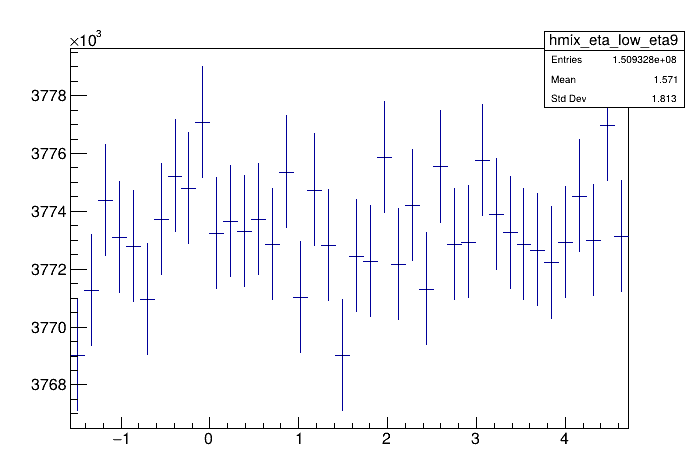 ×10³
hmix_eta_low_eta9
Entries 1.509328e+08
Mean 1.571
Std Dev 1.813
3778
3776
3774
3772
3770
3768
−1 0 1 2 3 4